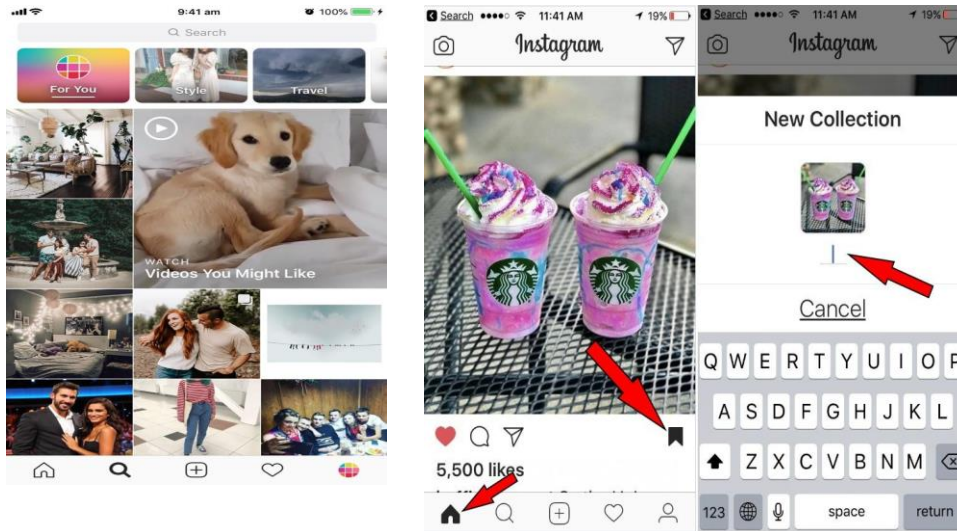 9:41 am
100%
Search
For You
Style
Travel
WATCH
Videos You Might Like
Search
11:41 AM
19%
Instagram
5,500 likes
Search
11:41 AM
19%
Instagram
New Collection
Cancel
Q W E R T Y U I O P
A S D F G H J K L
Z X C V B N M
123
space
return